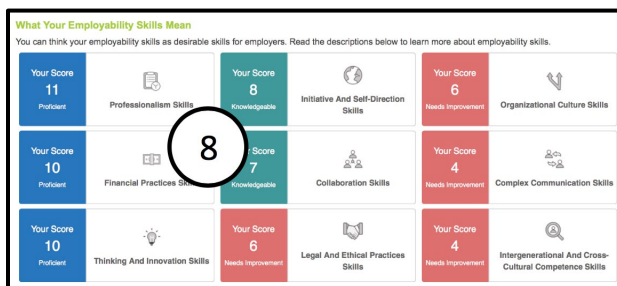 What Your Employability Skills Mean
You can think your employability skills as desirable skills for employers. Read the descriptions below to learn more about employability skills.
Your Score
11
Proficient
Professionalism Skills
Your Score
8
Knowledgeable
Initiative And Self-Direction
Skills
Your Score
6
Needs Improvement
Organizational Culture Skills
Your Score
10
Proficient
Financial Practices Skills
8
Score
7
Knowledgeable
Collaboration Skills
Your Score
4
Needs Improvement
Complex Communication Skills
Your Score
10
Proficient
Thinking And Innovation Skills
Your Score
6
Needs Improvement
Legal And Ethical Practices
Skills
Your Score
4
Needs Improvement
Intergenerational And Cross-
Cultural Competence Skills